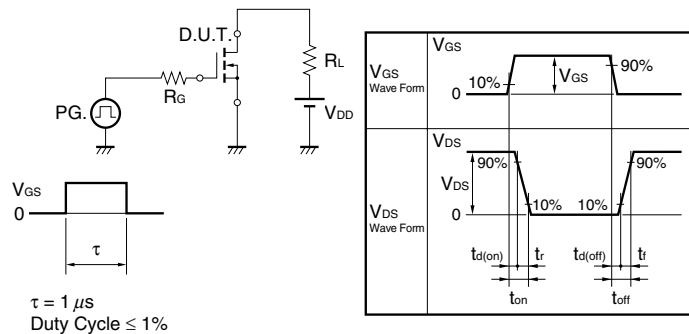 D.U.T.
RL
RG
PG.
VDD
VGS
0
τ
τ = 1 μs
Duty Cycle ≤ 1%
VGS
Wave Form
VGS
10%
0
VGS
90%
VDS
Wave Form
VDS
90%
VDS
0
10%
10%
90%
td(on)
tr
td(off)
tf
ton
toff